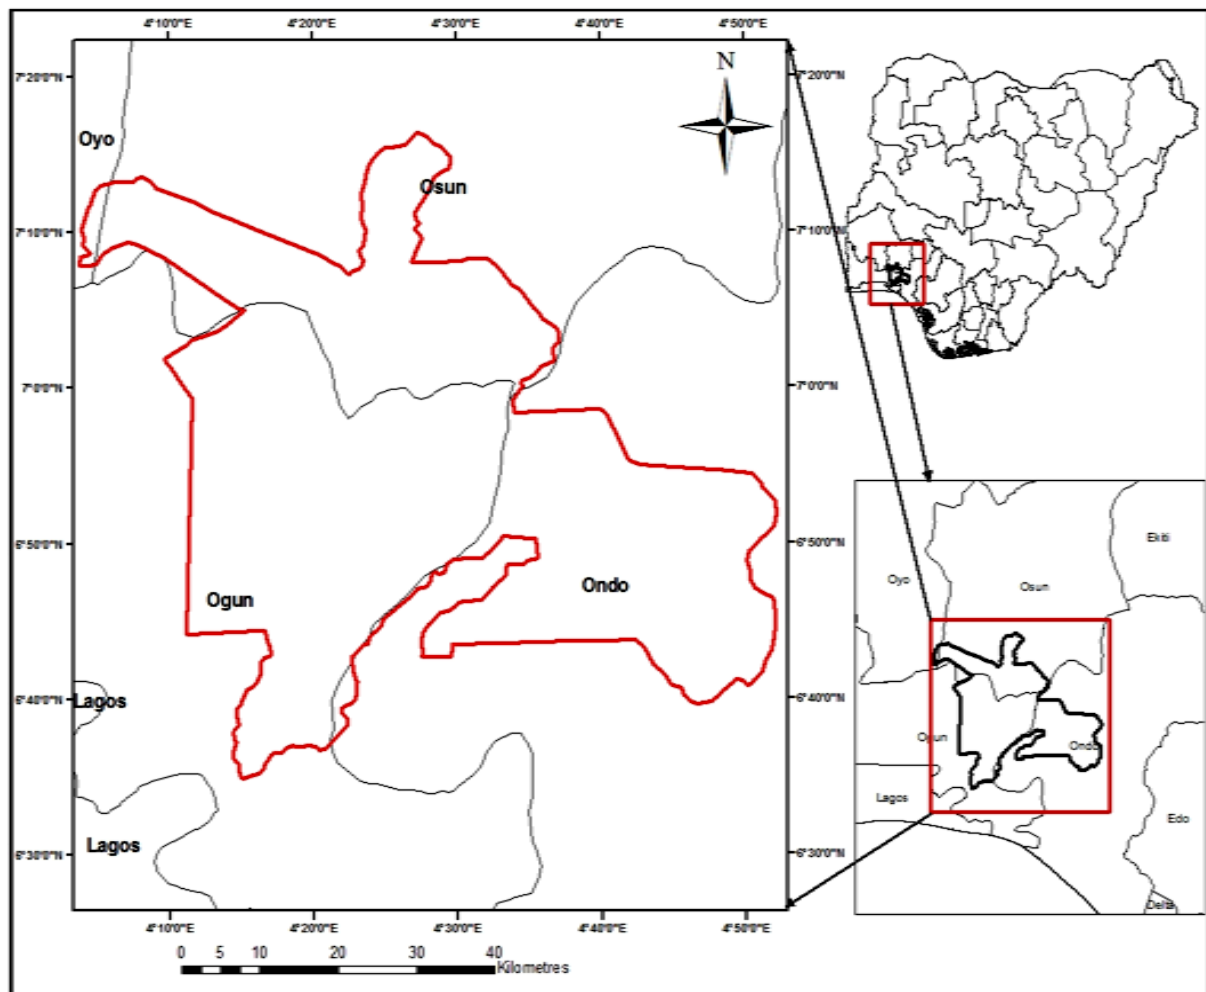 4°10'0"E 4°20'0"E 4°30'0"E 4°40'0"E 4°50'0"E
N
7°20'0"N 7°20'0"N
Oyo
Osun
7°10'0"N 7°10'0"N
7°0'0"N 7°0'0"N
6°50'0"N 6°50'0"N
Ogun
Ondo
6°40'0"N 6°40'0"N
Lagos
Lagos
6°30'0"N 6°30'0"N
4°10'0"E 4°20'0"E 4°30'0"E 4°40'0"E 4°50'0"E
0 5 10 20 30 40
Kilometres
Ekiti
Oyo
Osun
Ogun
Ondo
Lagos
Edo
Delta